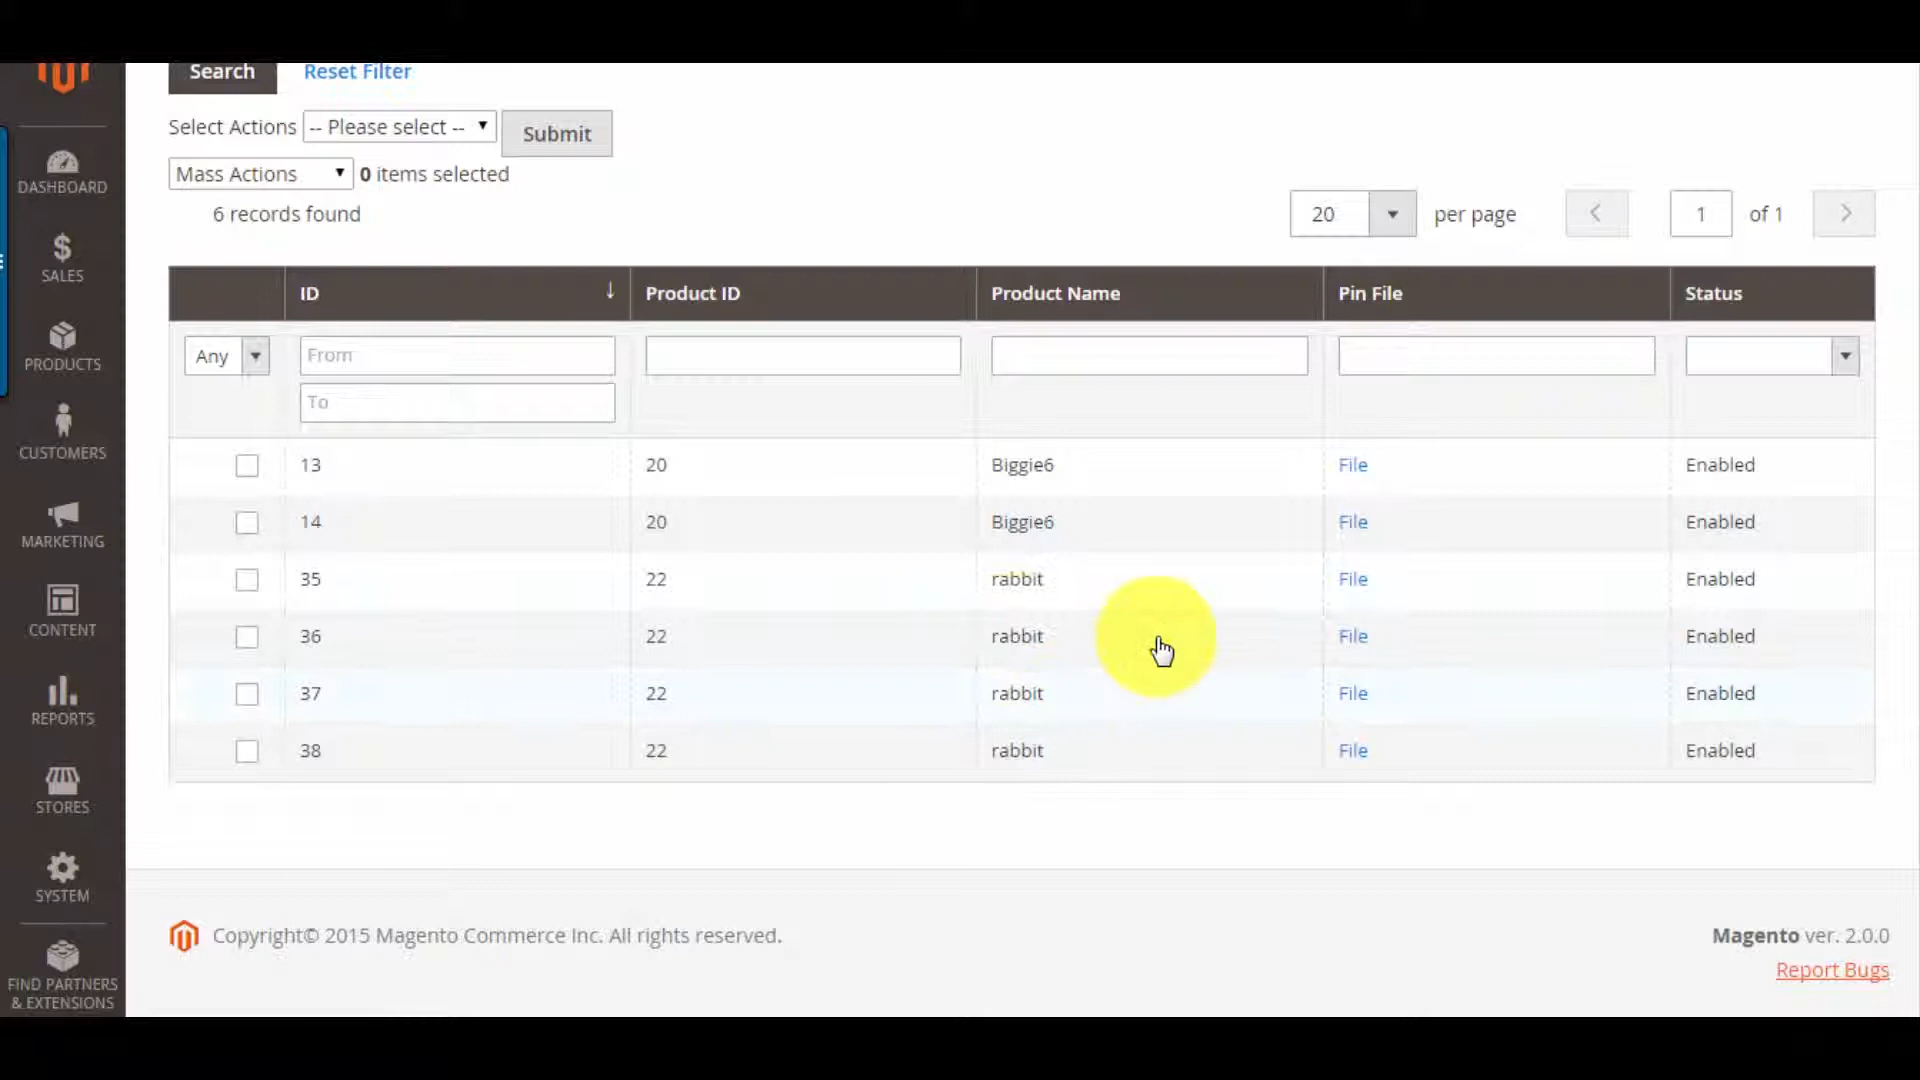 Search Reset Filter
Select Actions -- Please select -- Submit
Mass Actions 0 items selected
6 records found
20 per page 1 of 1
ID Product ID Product Name Pin File Status
Any From
To
13 20 Biggie6 File Enabled
14 20 Biggie6 File Enabled
35 22 rabbit File Enabled
36 22 rabbit File Enabled
37 22 rabbit File Enabled
38 22 rabbit File Enabled
DASHBOARD
SALES
PRODUCTS
CUSTOMERS
MARKETING
CONTENT
REPORTS
STORES
SYSTEM
FIND PARTNERS
& EXTENSIONS
Copyright© 2015 Magento Commerce Inc. All rights reserved.
Magento ver. 2.0.0
Report Bugs